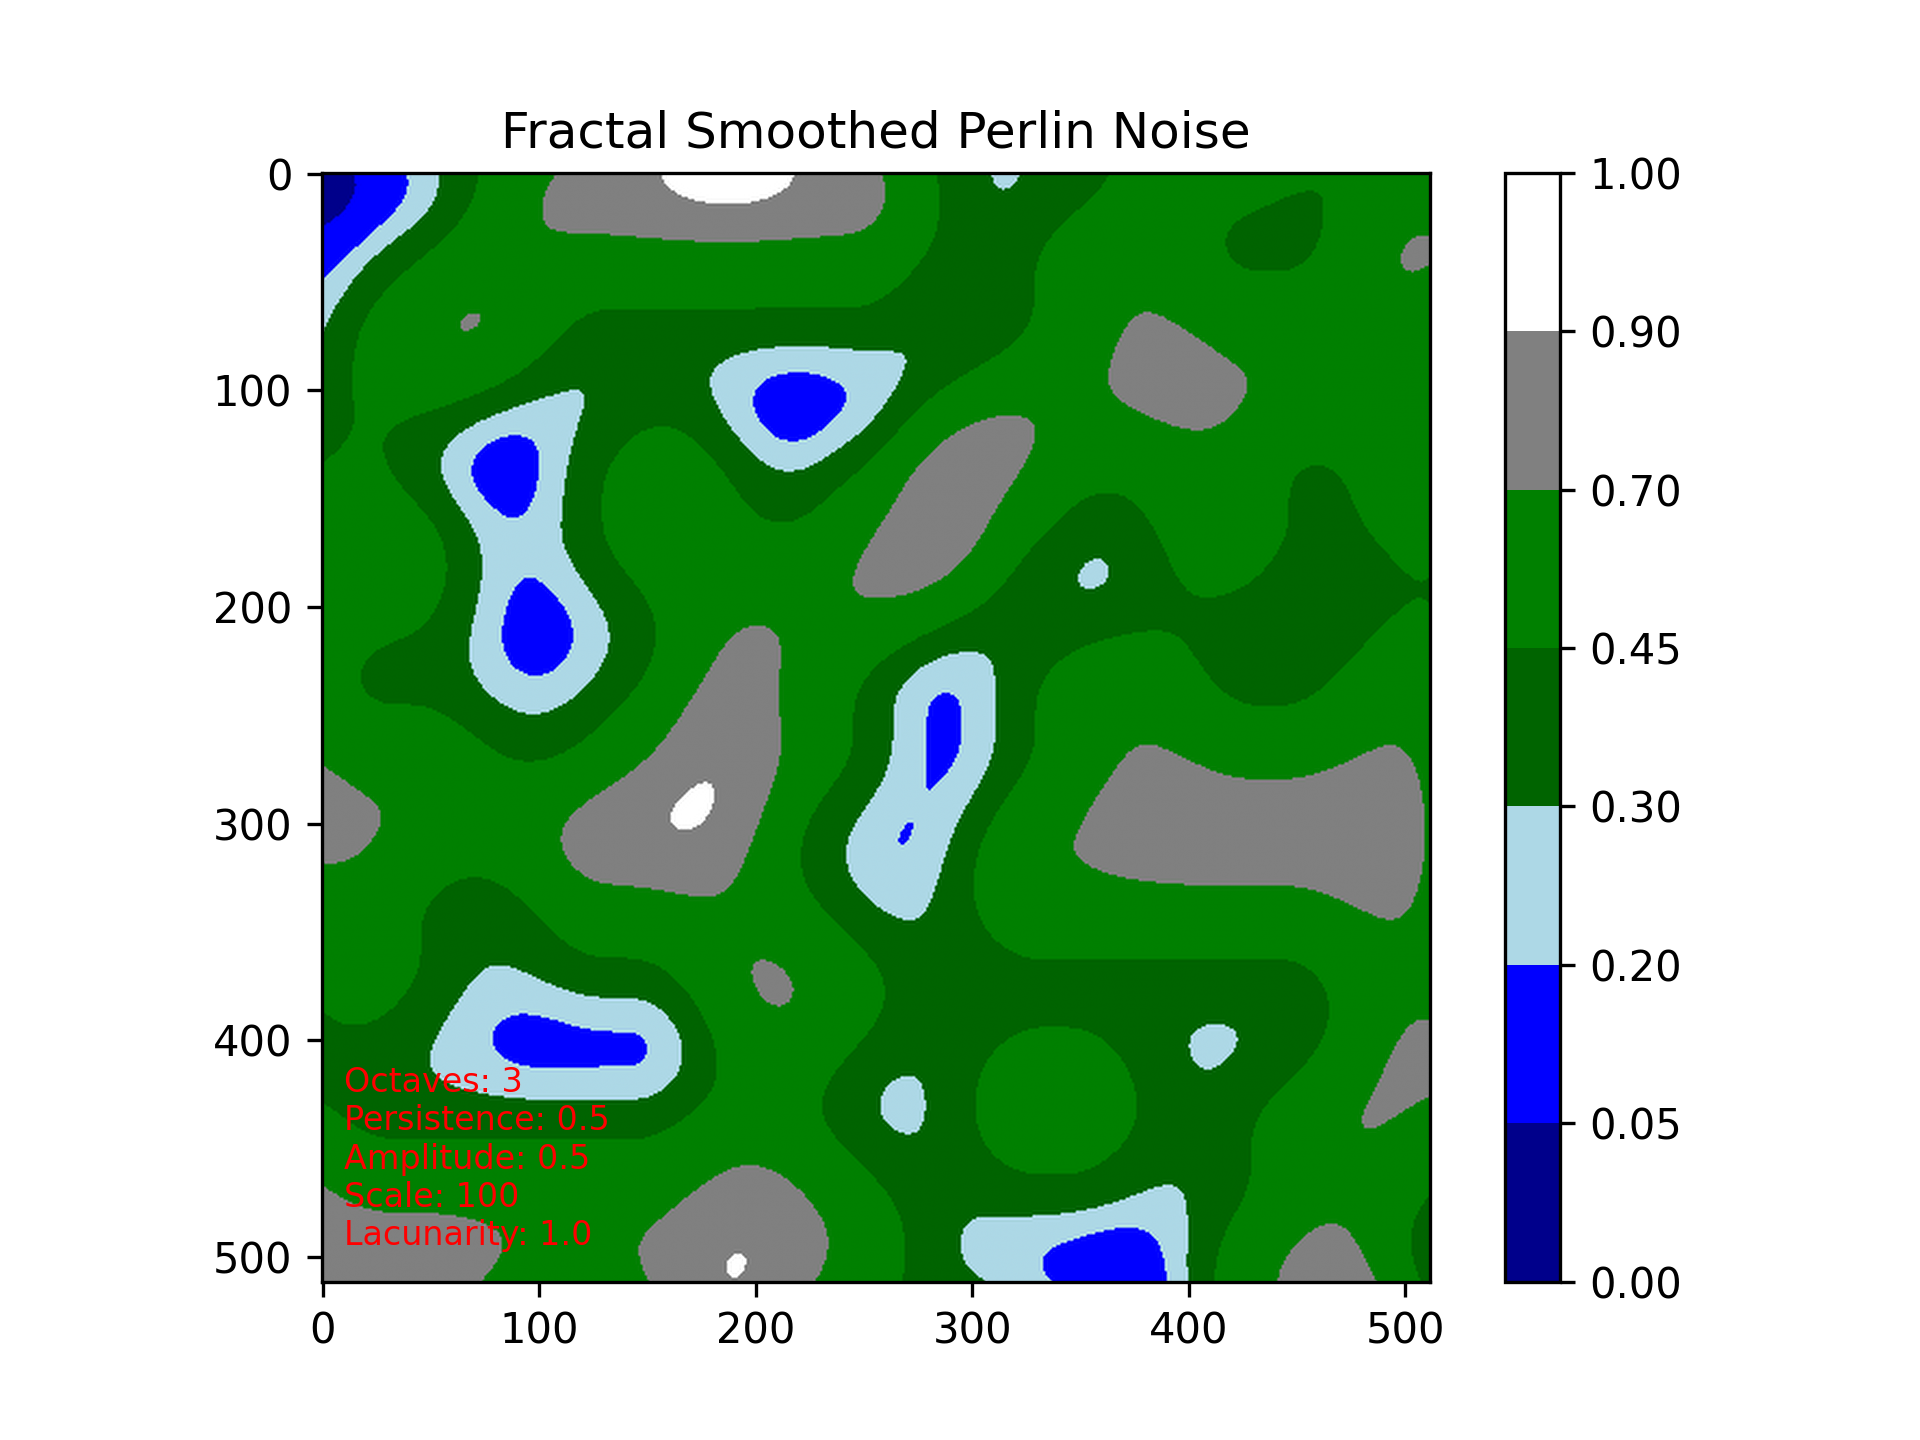 Fractal Smoothed Perlin Noise
0
100
200
300
400
500
Octaves: 3
Persistence: 0.5
Amplitude: 0.5
Scale: 100
Lacunarity: 1.0
0 100 200 300 400 500
1.00
0.90
0.70
0.45
0.30
0.20
0.05
0.00